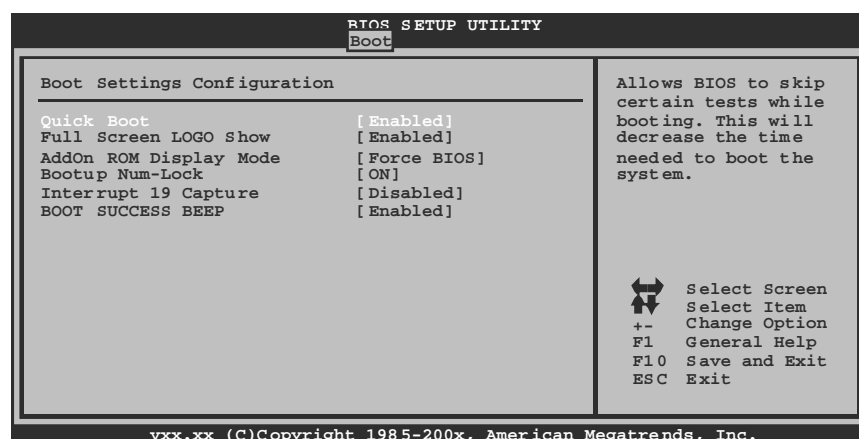 BIOS SETUP UTILITY
Boot
Boot Settings Configuration
Quick Boot [Enabled]
Full Screen LOGO Show [Enabled]
AddOn ROM Display Mode [Force BIOS]
Bootup Num-Lock [ON]
Interrupt 19 Capture [Disabled]
BOOT SUCCESS BEEP [Enabled]
Allows BIOS to skip
certain tests while
booting. This will
decrease the time
needed to boot the
system.
Select Screen
Select Item
+- Change Option
F1 General Help
F10 Save and Exit
ESC Exit
vxx.xx (C)Copyright 1985-200x, American Megatrends, Inc.